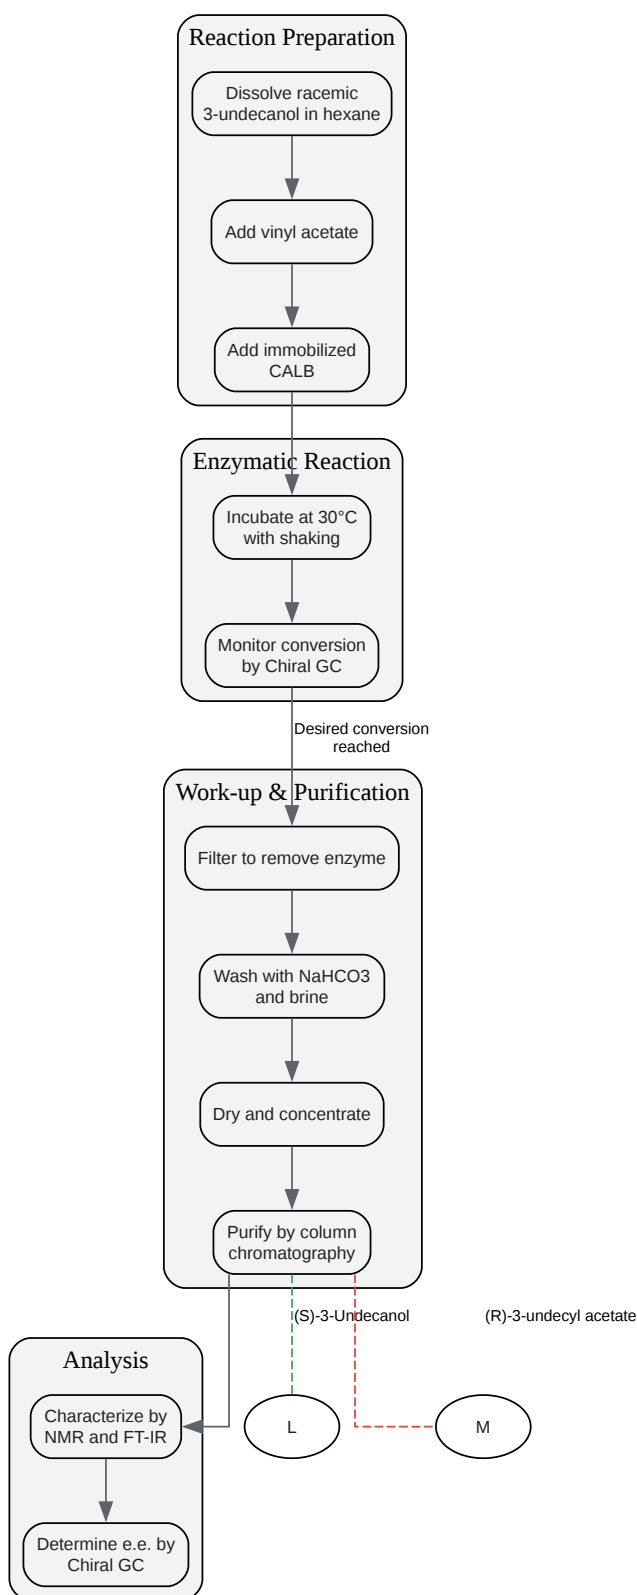 Reaction Preparation
Dissolve racemic
3-undecanol in hexane
Add vinyl acetate
Add immobilized
CALB
Enzymatic Reaction
Incubate at 30°C
with shaking
Monitor conversion
by Chiral GC
Desired conversion
reached
Work-up & Purification
Filter to remove enzyme
Wash with NaHCO3
and brine
Dry and concentrate
Purify by column
chromatography
(S)-3-Undecanol
(R)-3-undecyl acetate
Analysis
Characterize by
NMR and FT-IR
L
M
Determine e.e. by
Chiral GC